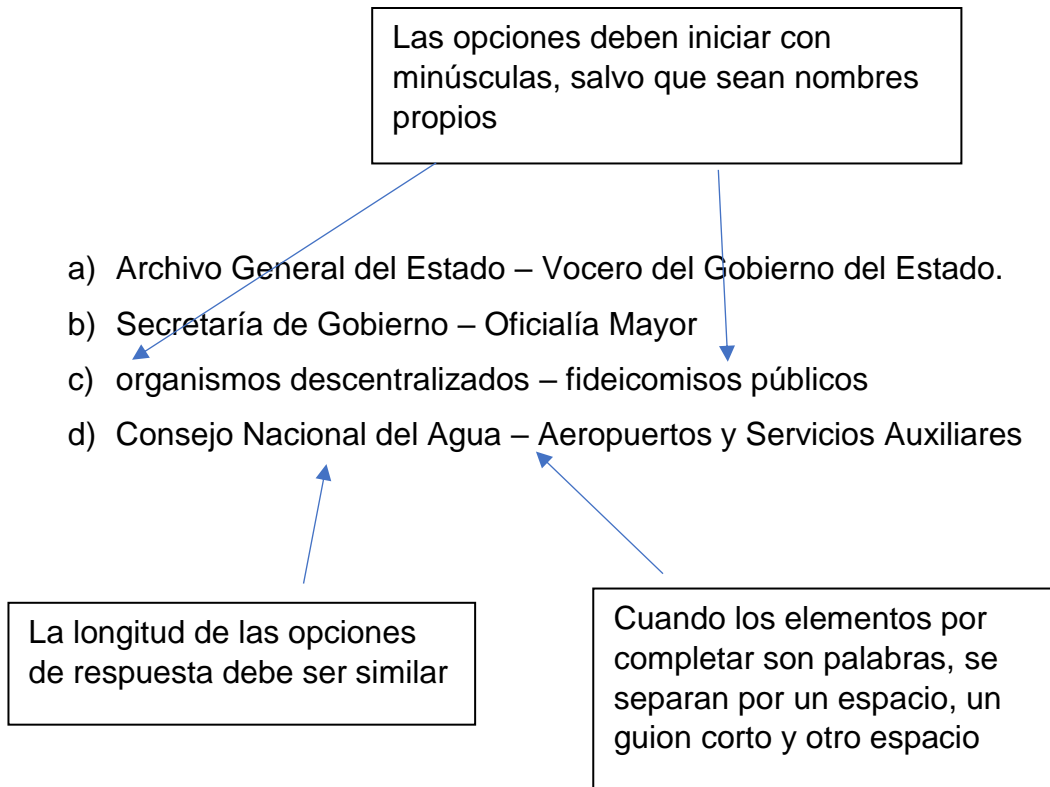 Las opciones deben iniciar con
minúsculas, salvo que sean nombres
propios
a) Archivo General del Estado – Vocero del Gobierno del Estado.
b) Secretaría de Gobierno – Oficialía Mayor
c) organismos descentralizados – fideicomisos públicos
d) Consejo Nacional del Agua – Aeropuertos y Servicios Auxiliares
La longitud de las opciones
de respuesta debe ser similar
Cuando los elementos por
completar son palabras, se
separan por un espacio, un
guion corto y otro espacio